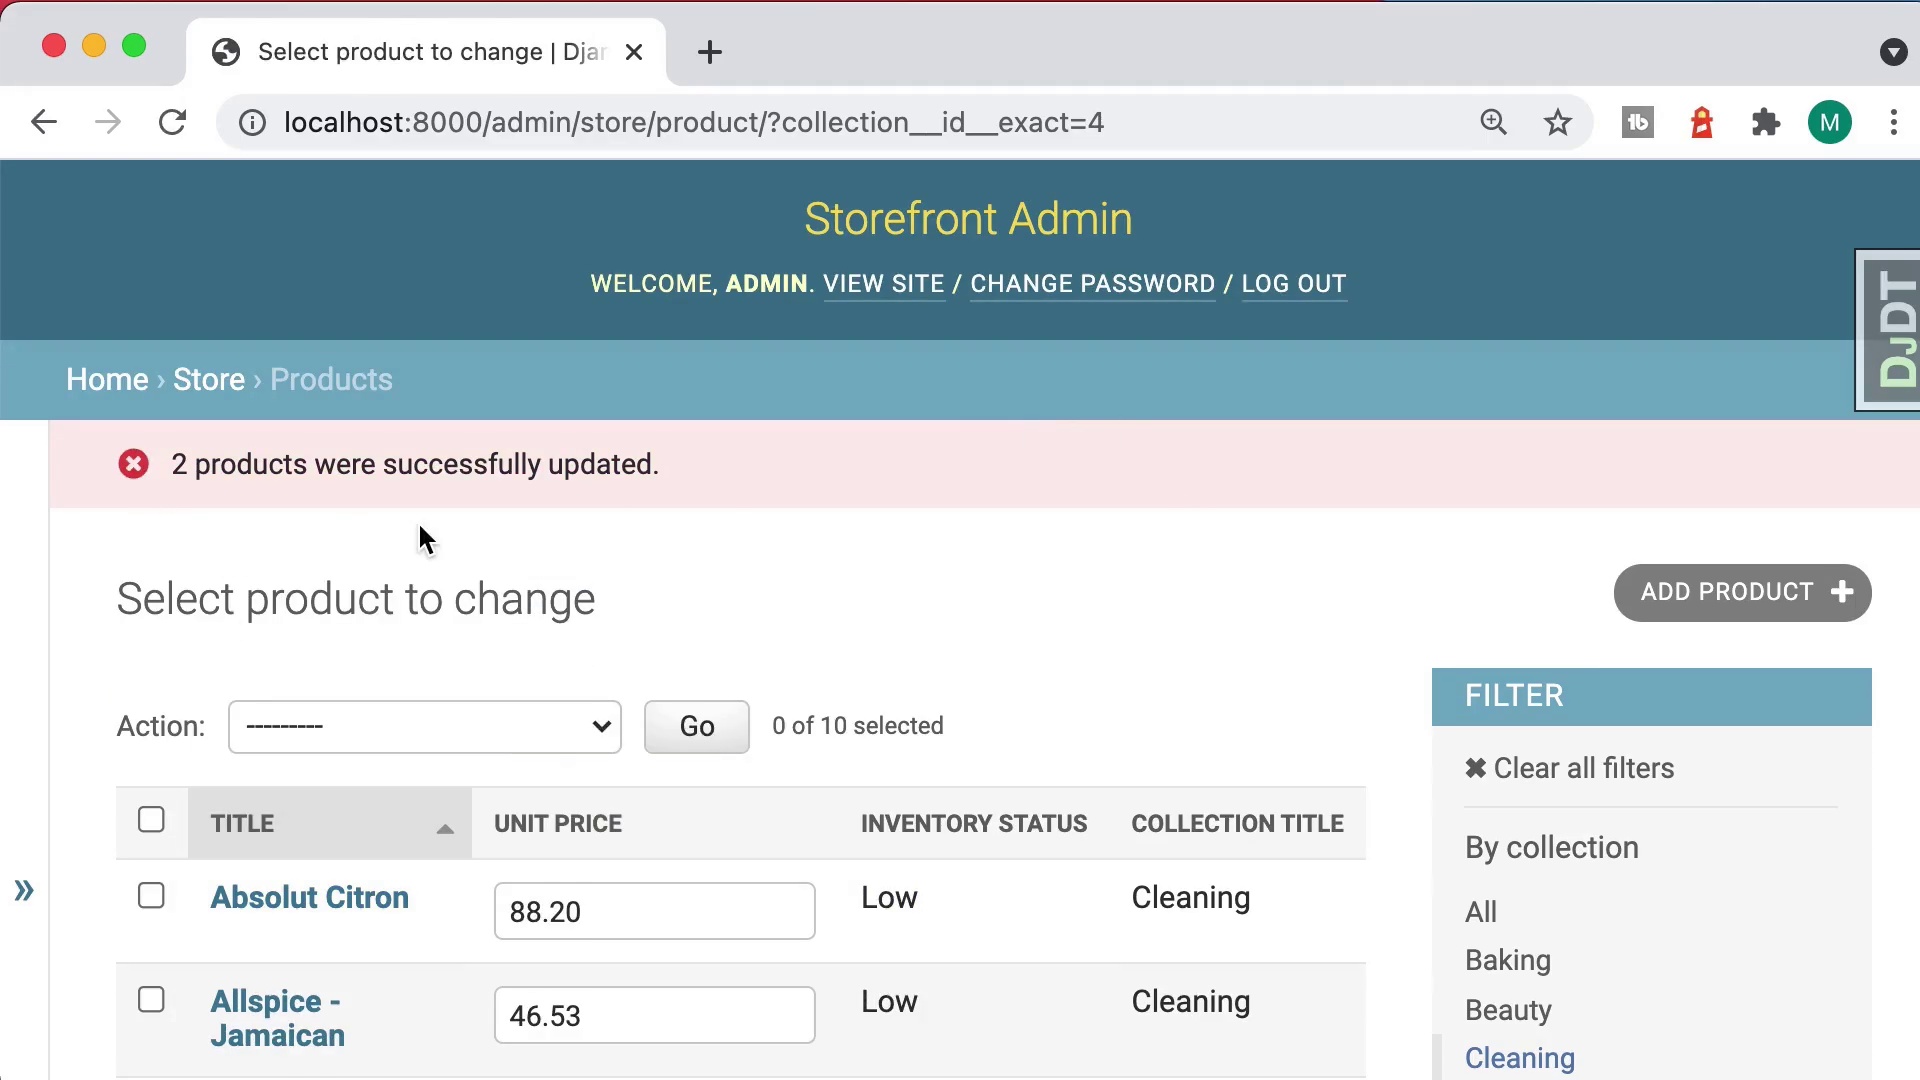 Select product to change | Djan
localhost:8000/admin/store/product/?collection__id__exact=4
M
Storefront Admin
WELCOME, ADMIN. VIEW SITE / CHANGE PASSWORD / LOG OUT
DJDT
Home › Store › Products
2 products were successfully updated.
Select product to change
ADD PRODUCT +
Action: --------- Go 0 of 10 selected
FILTER
✖ Clear all filters
TITLE UNIT PRICE INVENTORY STATUS COLLECTION TITLE
By collection
Absolut Citron 88.20 Low Cleaning
All
Baking
Allspice - 46.53 Low Cleaning
Jamaican
Beauty
Cleaning